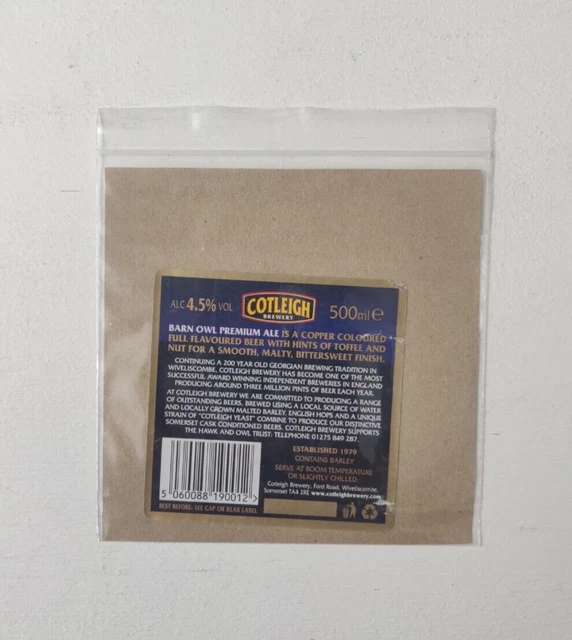 ALC 4.5% VOL
COTLEIGH
BREWERY
500ml e
BARN OWL PREMIUM ALE IS A COPPER COLOURED
FULL FLAVOURED BEER WITH HINTS OF TOFFEE AND
NUT FOR A SMOOTH, MALTY, BITTERSWEET FINISH.
CONTINUING A 200 YEAR OLD GEORGIAN BREWING TRADITION IN
WIVELISCOMBE, COTLEIGH BREWERY HAS BECOME ONE OF THE MOST
SUCCESSFUL AWARD WINNING INDEPENDENT BREWERIES IN ENGLAND
PRODUCING AROUND THREE MILLION PINTS OF BEER EACH YEAR.
AT COTLEIGH BREWERY WE ARE COMMITTED TO PRODUCING A RANGE
OF OUTSTANDING BEERS. BREWED USING A LOCAL SOURCE OF WATER
AND LOCALLY GROWN MALTED BARLEY, ENGLISH HOPS AND A UNIQUE
STRAIN OF "COTLEIGH YEAST" COMBINE TO PRODUCE OUR DISTINCTIVE
SOMERSET CASK CONDITIONED BEERS. COTLEIGH BREWERY SUPPORTS
THE HAWK AND OWL TRUST: TELEPHONE 01275 849 287.
ESTABLISHED 1979
CONTAINS BARLEY
SERVE AT ROOM TEMPERATURE
OR SLIGHTLY CHILLED
Cotleigh Brewery, Ford Road, Wiveliscombe,
Somerset TA4 2RE www.cotleighbrewery.com
5 060088 190012 >
BEST BEFORE: SEE CAP OR REAR LABEL